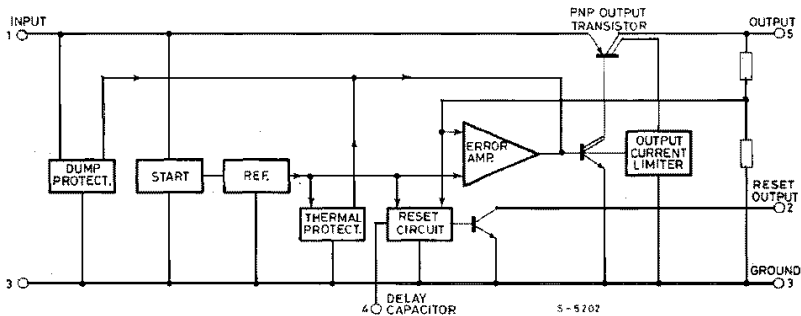 PNP OUTPUT
TRANSISTOR
INPUT
1
OUTPUT
5
ERROR
AMP.
OUTPUT
CURRENT
LIMITER
DUMP
PROTECT.
START
REF.
THERMAL
PROTECT.
RESET
CIRCUIT
RESET
OUTPUT
2
3
GROUND
3
4
DELAY
CAPACITOR
S-5202